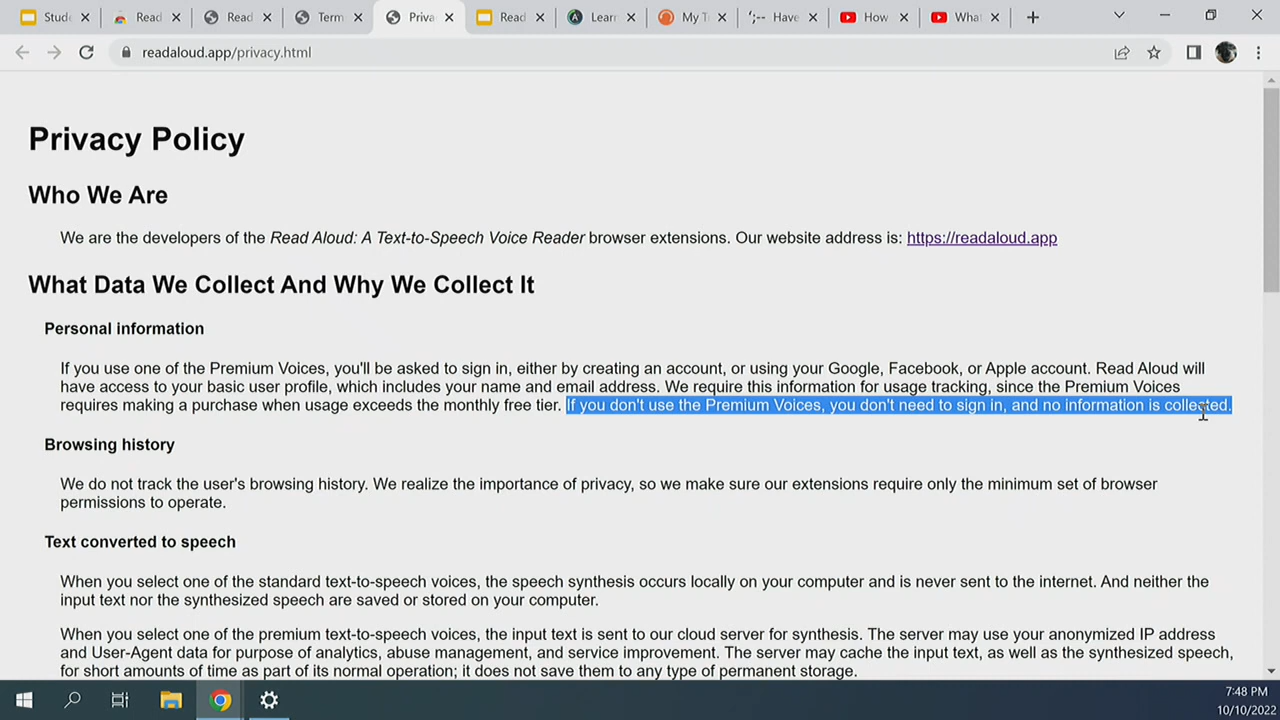 Stude
Read
Read
Term
Priva
Read
Learn
My T
Have
How
What
readaloud.app/privacy.html
Privacy Policy
Who We Are
We are the developers of the Read Aloud: A Text-to-Speech Voice Reader browser extensions. Our website address is: https://readaloud.app
What Data We Collect And Why We Collect It
Personal information
If you use one of the Premium Voices, you'll be asked to sign in, either by creating an account, or using your Google, Facebook, or Apple account. Read Aloud will
have access to your basic user profile, which includes your name and email address. We require this information for usage tracking, since the Premium Voices
requires making a purchase when usage exceeds the monthly free tier. If you don't use the Premium Voices, you don't need to sign in, and no information is collected.
Browsing history
We do not track the user's browsing history. We realize the importance of privacy, so we make sure our extensions require only the minimum set of browser
permissions to operate.
Text converted to speech
When you select one of the standard text-to-speech voices, the speech synthesis occurs locally on your computer and is never sent to the internet. And neither the
input text nor the synthesized speech are saved or stored on your computer.
When you select one of the premium text-to-speech voices, the input text is sent to our cloud server for synthesis. The server may use your anonymized IP address
and User-Agent data for purpose of analytics, abuse management, and service improvement. The server may cache the input text, as well as the synthesized speech,
for short amounts of time as part of its normal operation; it does not save them to any type of permanent storage.
7:48 PM
10/10/2022